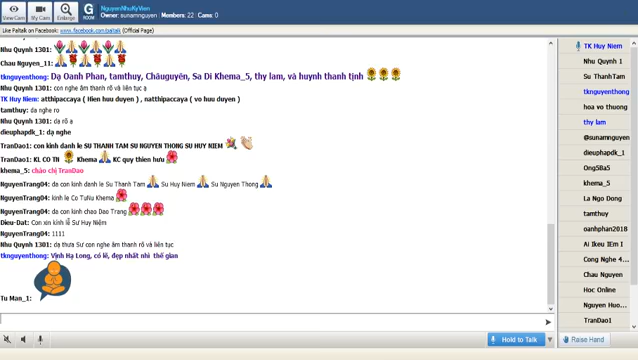 NguyenNhuKyVien
Owner: sunamnguyen | Members: 22 | Cams: 0
View Cam
My Cam
Enlarge
G
ROOM
Like Paltalk on Facebook: www.facebook.com/paltalk (Official Page)
Nhu Quynh 1301:
Chau Nguyen_11:
tknguyenthong: Dạ Oanh Phan, tamthuy, Châuguyên, Sa Di Khema_5, thy lam, và huynh thanh tịnh
Nhu Quynh 1301: con nghe âm thanh rõ và liên tục ạ
TK Huy Niem: atthipaccaya ( Hien huu duyen ) , natthipaccaya ( vo huu duyen ) .
tamthuy: da nghe ro
Nhu Quynh 1301: dạ rõ ạ
dieuphapdk_1: dạ nghe
TranDao1: con kinh danh le SU THANH TAM SU NGUYEN THONG SU HUY NIEM
TranDao1: KL CO TN Khema KC quy thien hưu
khema_5: chào chị TranDao
NguyenTrang04: da con kinh danh le Su Thanh Tam Su Huy Niem Su Nguyen Thong
NguyenTrang04: kinh le Co TuNu Khema
NguyenTrang04: da con kinh chao Dao Trang
Dieu-Dat: Con xin kính lễ Sư Huy Niệm
NguyenTrang04: 1111
Nhu Quynh 1301: dạ thưa Sư con nghe âm thanh rõ và liên tục
tknguyenthong: Vịnh Hạ Long, có lẽ, đẹp nhất nhì thế gian
Tu Man_1:
Hold to Talk
TK Huy Niem
Nhu Quynh 1
Su ThanhTam
tknguyenthong
hoa vo thuong
thy lam
@sunamnguyen
dieuphapdk_1
Ong5Ba5
khema_5
La Ngo Dong
tamthuy
oanhphan2018
Ai Ikeu IEm I
Cong Nghe 4...
Chau Nguyen
Hoc Online
Nguyen Huo...
TranDao1
Raise Hand